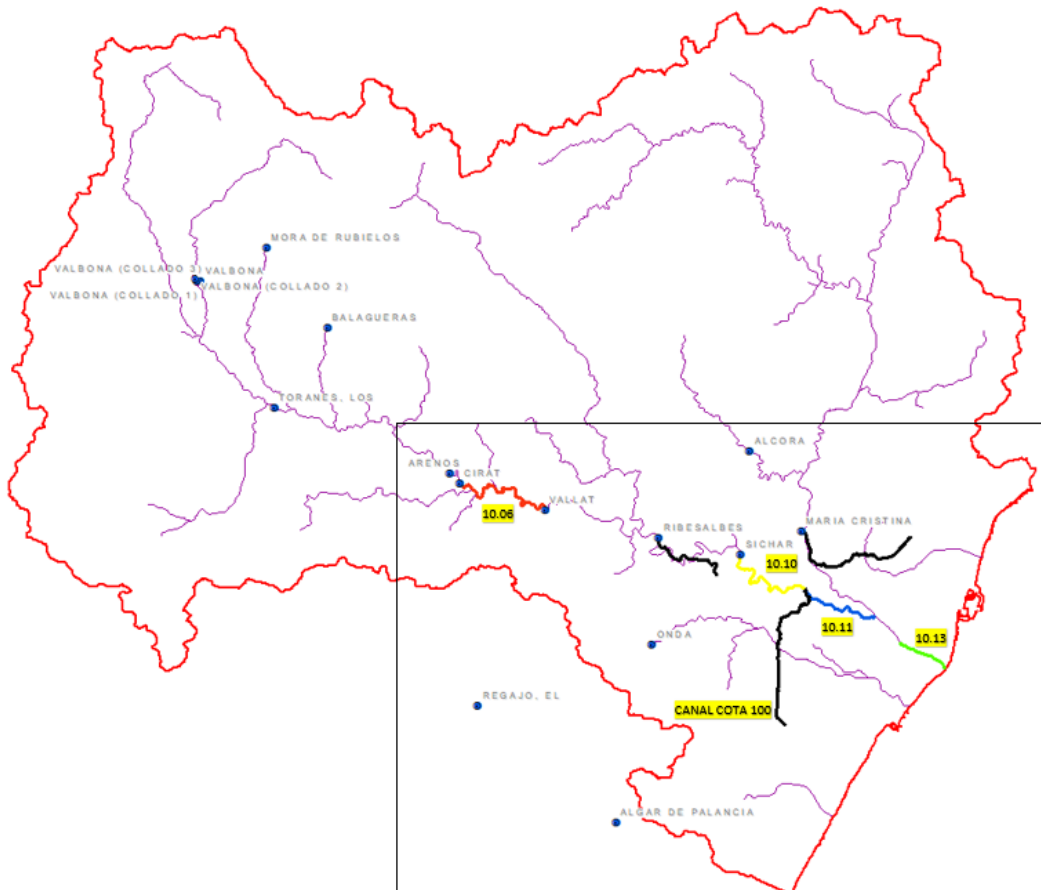 MORA DE RUBIELOS
VALBONA (COLLADO 3)
VALBONA
VALBONA (COLLADO 2)
VALBONA (COLLADO 1)
BALAGUERAS
TORANES, LOS
ALCORA
ARENOS
CIRAT
VALLAT
10.06
MARIA CRISTINA
RIBESALBES
SICHAR
10.10
10.11
10.13
ONDA
CANAL COTA 100
REGAJO, EL
ALGAR DE PALANCIA